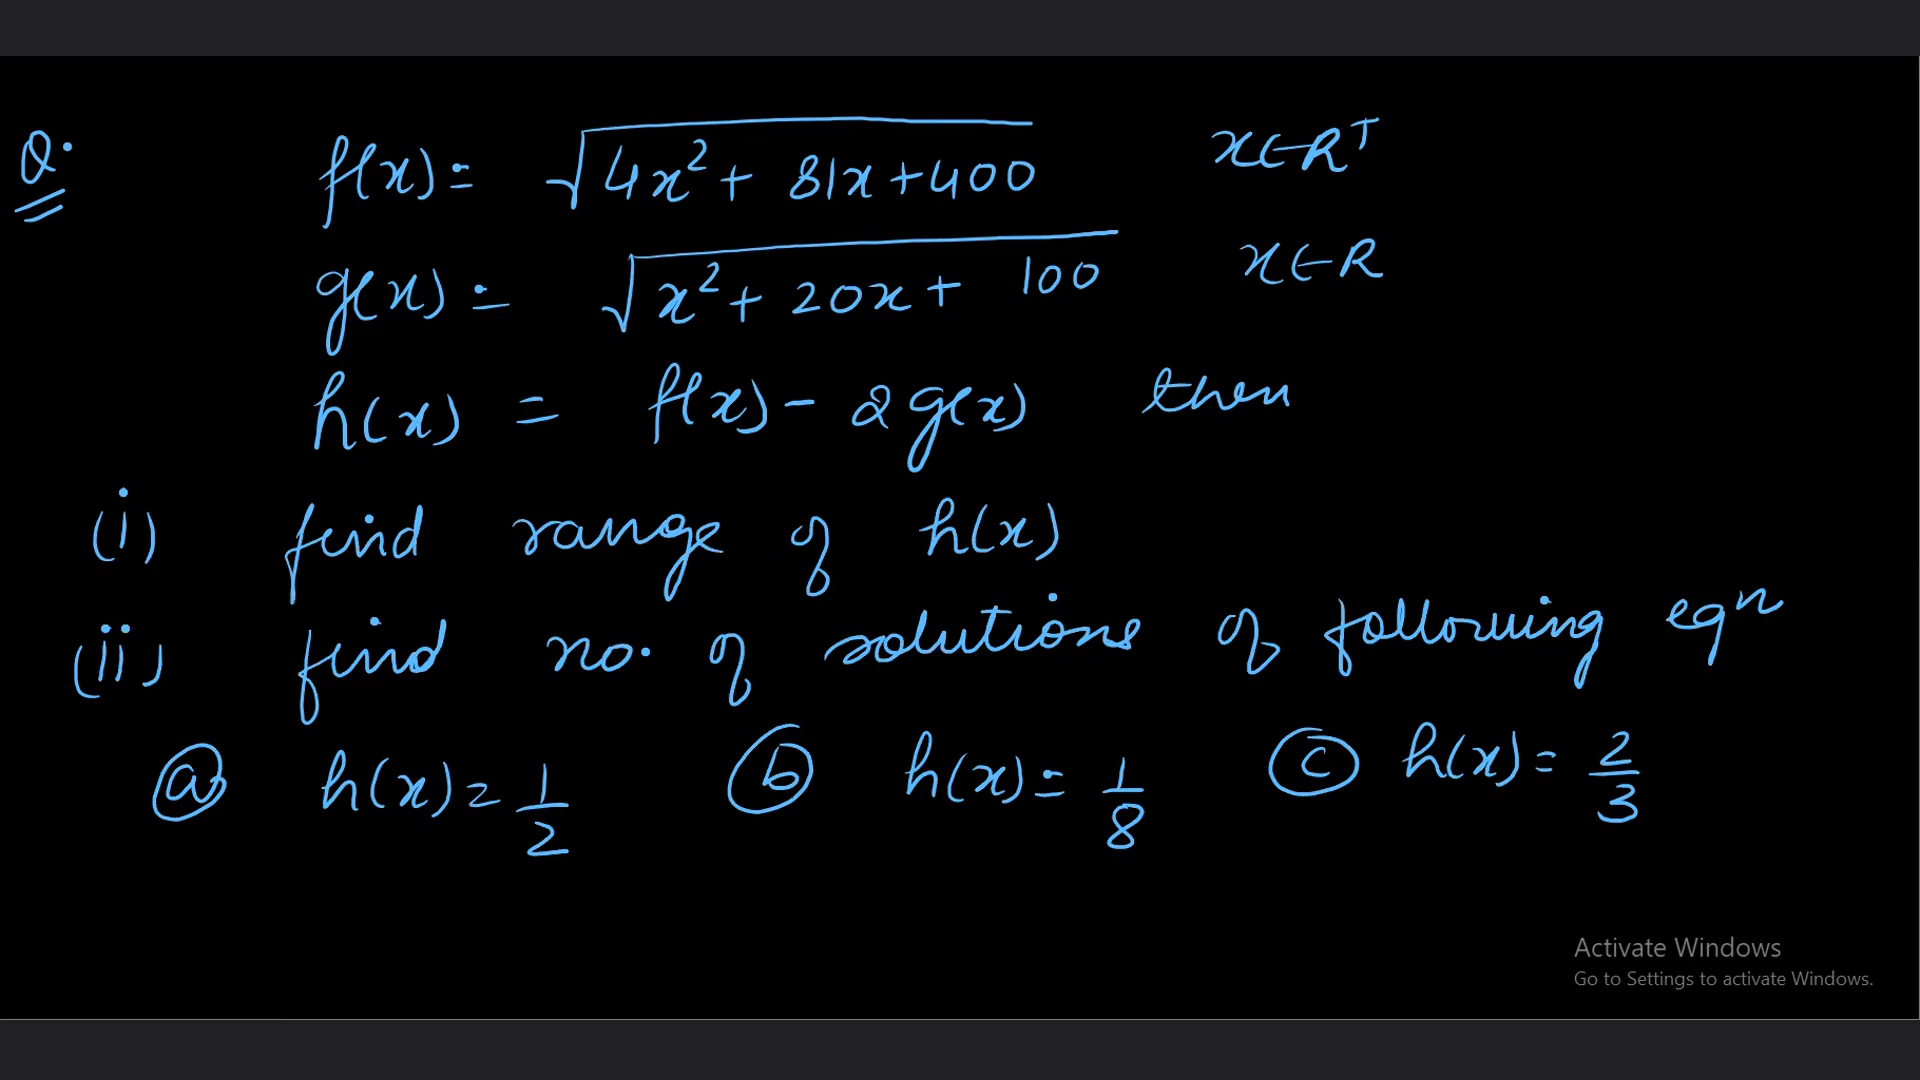 Q. f(x) = √(4x² + 81x + 400) x ∈ R⁺
g(x) = √(x² + 20x + 100) x ∈ R
h(x) = f(x) - 2g(x) then
(i) find range of h(x)
(ii) find no. of solutions of following eqn
(a) h(x) = 1/2 (b) h(x) = 1/8 (c) h(x) = 2/3
Activate Windows
Go to Settings to activate Windows.